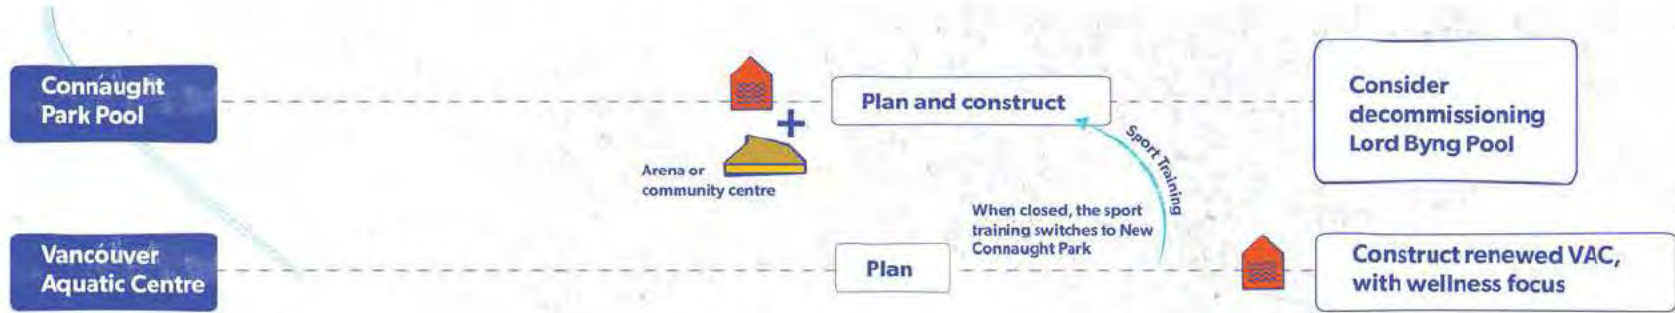 Connaught
Park Pool
Plan and construct
Consider
decommissioning
Lord Byng Pool
Arena or
community centre
Sport Training
When closed, the sport
training switches to New
Connaught Park
Vancouver
Aquatic Centre
Plan
Construct renewed VAC,
with wellness focus